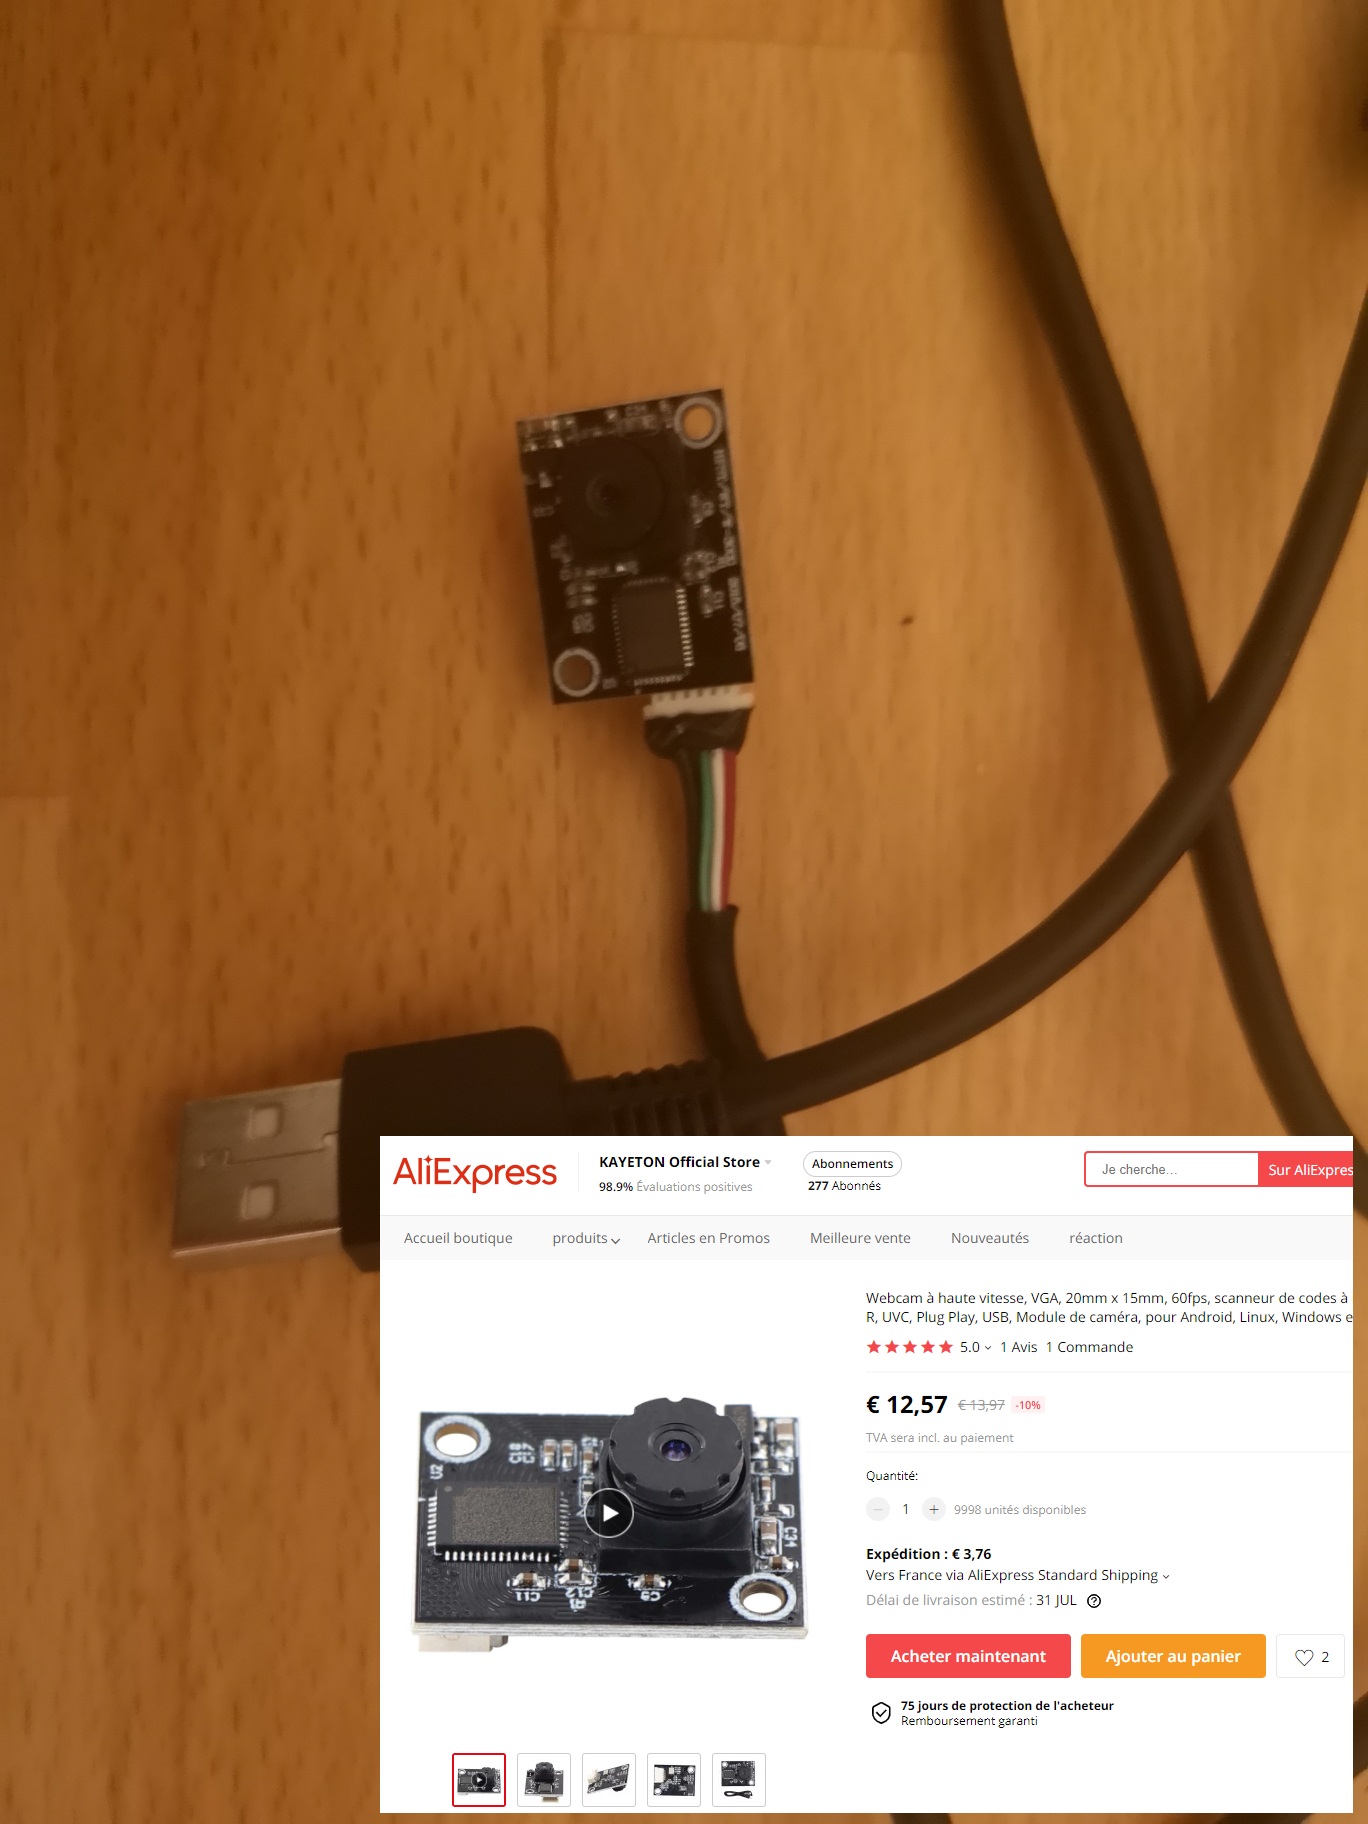 AliExpress
KAYETON Official Store
98.9% Évaluations positives
Abonnements
277 Abonnés
Je cherche...
Sur AliExpres
Accueil boutique
produits
Articles en Promos
Meilleure vente
Nouveautés
réaction
Webcam à haute vitesse, VGA, 20mm x 15mm, 60fps, scanneur de codes à
R, UVC, Plug Play, USB, Module de caméra, pour Android, Linux, Windows e
5.0
1 Avis
1 Commande
€ 12,57
€ 13,97
-10%
TVA sera incl. au paiement
Quantité:
1
9998 unités disponibles
Expédition : € 3,76
Vers France via AliExpress Standard Shipping
Délai de livraison estimé : 31 JUL
Acheter maintenant
Ajouter au panier
2
75 jours de protection de l'acheteur
Remboursement garanti
U2
C34
C11
C12
C9